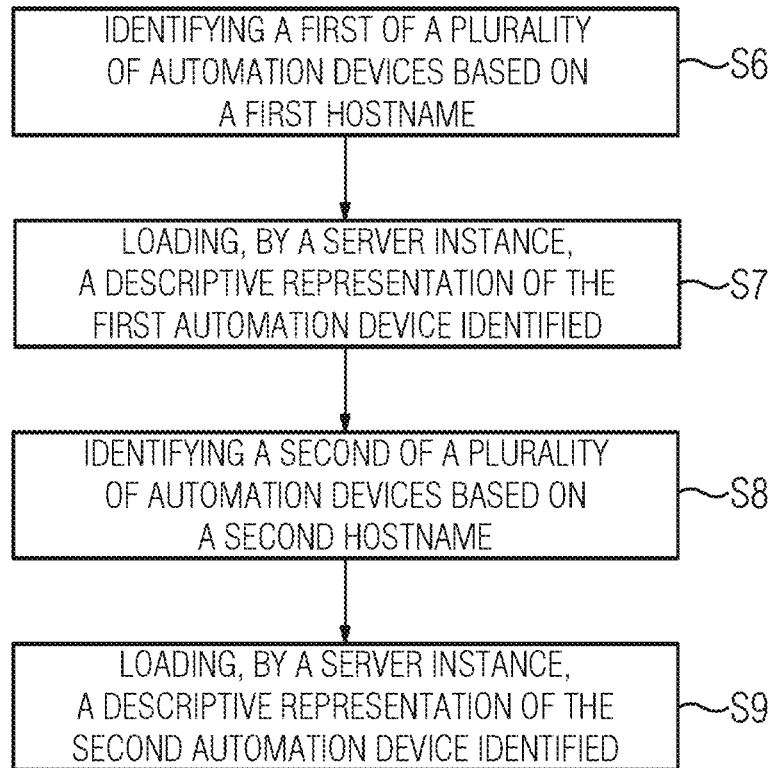 IDENTIFYING A FIRST OF A PLURALITY
OF AUTOMATION DEVICES BASED ON
A FIRST HOSTNAME
S6
LOADING, BY A SERVER INSTANCE,
A DESCRIPTIVE REPRESENTATION OF THE
FIRST AUTOMATION DEVICE IDENTIFIED
S7
IDENTIFYING A SECOND OF A PLURALITY
OF AUTOMATION DEVICES BASED ON
A SECOND HOSTNAME
S8
LOADING, BY A SERVER INSTANCE,
A DESCRIPTIVE REPRESENTATION OF THE
SECOND AUTOMATION DEVICE IDENTIFIED
S9